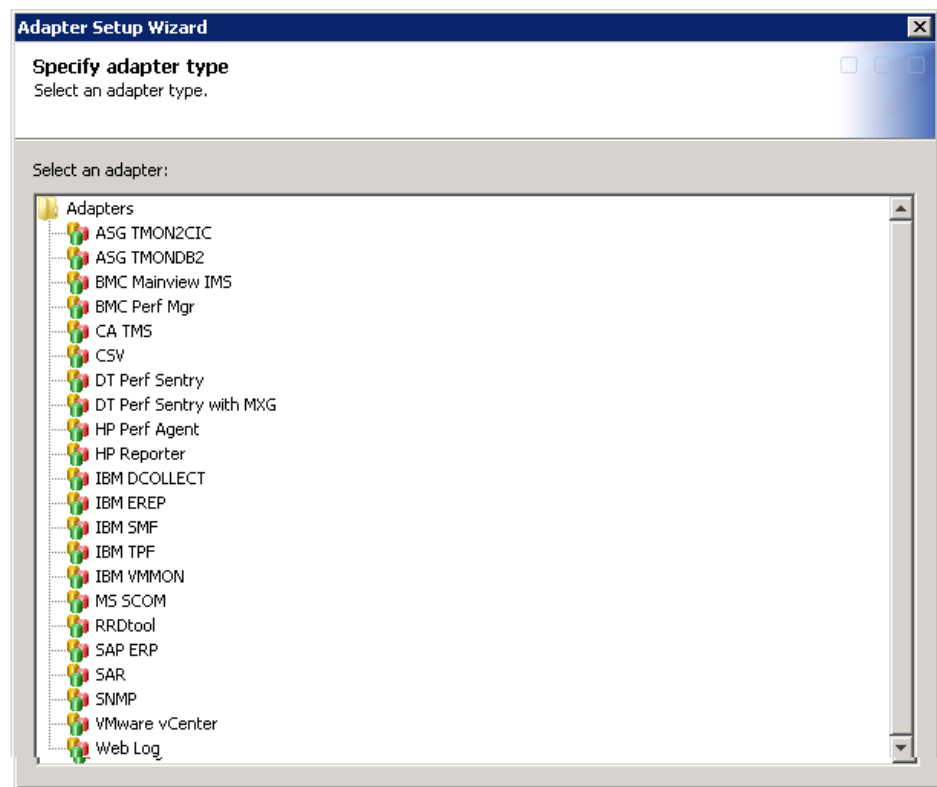 Adapter Setup Wizard
Specify adapter type
Select an adapter type.
Select an adapter:
Adapters
ASG TMON2CIC
ASG TMONDB2
BMC Mainview IMS
BMC Perf Mgr
CA TMS
CSV
DT Perf Sentry
DT Perf Sentry with MXG
HP Perf Agent
HP Reporter
IBM DCOLLECT
IBM EREP
IBM SMF
IBM TPF
IBM VMMON
MS SCOM
RRDtool
SAP ERP
SAR
SNMP
VMware vCenter
Web Log